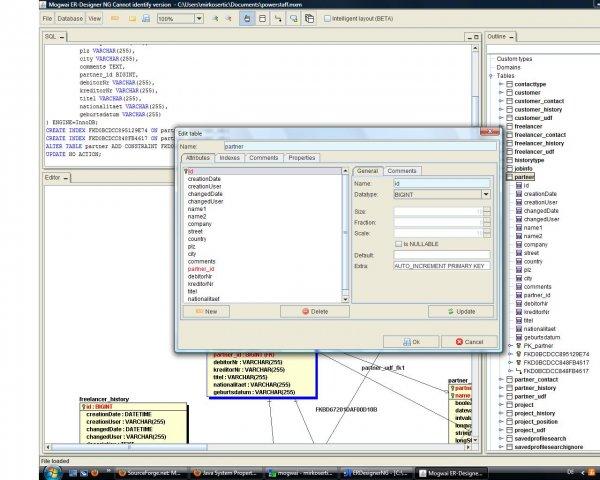 Mogwai ER-Designer NG Cannot identify version - C:\Users\mirkosertic\Documents\powerstaff.mxm
File Database View 100% Intelligent layout (BETA)
SQL
plz VARCHAR(255),
city VARCHAR(255),
comments TEXT,
partner_id BIGINT,
debitorNr VARCHAR(255),
kreditorNr VARCHAR(255),
titel VARCHAR(255),
nationalitaet VARCHAR(255),
geburtsdatum VARCHAR(255)
) ENGINE=InnoDB;
CREATE INDEX FKD0BCDCC895129E74 ON part
CREATE INDEX FKD0BCDCC848FB4617 ON part
ALTER TABLE partner ADD CONSTRAINT FKD0
UPDATE NO ACTION;
Editor
Edit table
Name: partner
Attributes Indexes Comments Properties
id
creationDate
creationUser
changedDate
changedUser
name1
name2
company
street
country
plz
city
comments
partner_id
debitorNr
kreditorNr
titel
nationalitaet
General Comments
Name: id
Datatype: BIGINT
Size:
Fraction:
Scale:
Is NULLABLE
Default:
Extra: AUTO_INCREMENT PRIMARY KEY
New Delete Update
Ok Cancel
partner_id : BIGINT (FK)
debitorNr : VARCHAR(255)
kreditorNr : VARCHAR(255)
titel : VARCHAR(255)
nationalitaet : VARCHAR(255)
geburtsdatum : VARCHAR(255)
partner_udf_fk1
FKBD67201DAF00D10B
freelancer_history
id : BIGINT
creationDate : DATETIME
creationUser : VARCHAR(255)
changedDate : DATETIME
changedUser : VARCHAR(255)
partner_
partne
name_
boolea
dateva
intvalu
longva
string
longSt
Outline
Custom types
Domains
Tables
contacttype
customer
customer_contact
customer_history
customer_udf
freelancer
freelancer_contact
freelancer_history
freelancer_udf
historytype
jobinfo
partner
id
creationDate
creationUser
changedDate
changedUser
name1
name2
company
street
country
plz
city
comments
partner_id
debitorNr
kreditorNr
titel
nationalitaet
geburtsdatum
PK_partner
FKD0BCDCC895129E74
FKD0BCDCC848FB4617
FKD0BCDCC848FB4617
partner_contact
partner_history
partner_udf
project
project_history
project_position
project_udf
savedprofilesearch
savedprofilesearchignore
File loaded
SourceForge.net: M... Java System Propert... mogwai - mirkoserti... ERDesignerNG - [C:\... Mogwai ER-Designe... DE